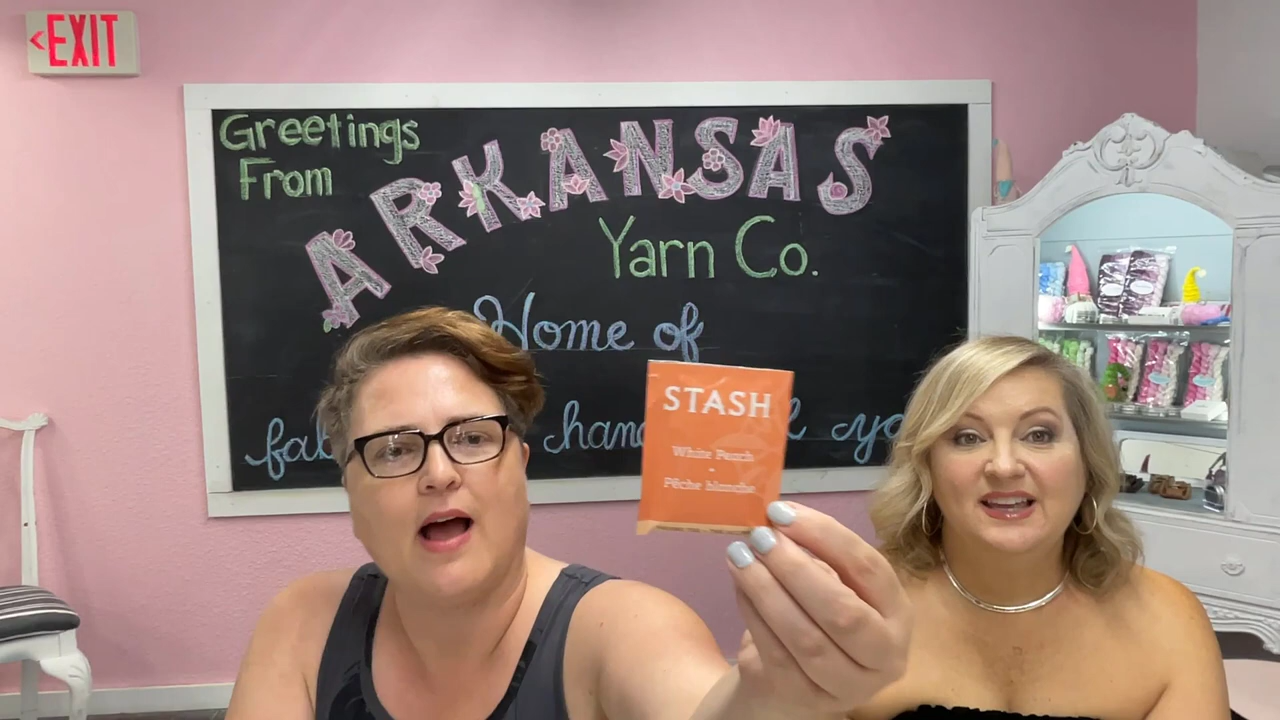 <EXIT
Greetings
From
ARKANSAS
Yarn Co.
Home of
STASH
White Peach
-
Pêche blanche